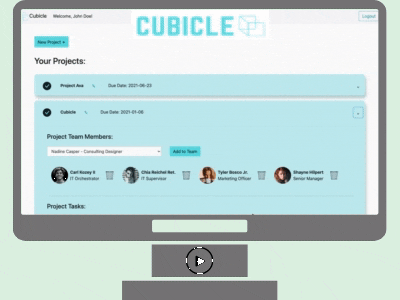 Cubicle Welcome, John Doe! Logout
CUBICLE
New Project +
Your Projects:
Project Ava Due Date: 2021-08-23
Cubicle Due Date: 2021-01-06
Project Team Members:
Nadine Casper - Consulting Designer Add to Team
Carl Kozey II Chia Reichel Ret. Tyler Bosco Jr. Shayne Hilpert
IT Orchestrator IT Supervisor Marketing Officer Senior Manager
Project Tasks: